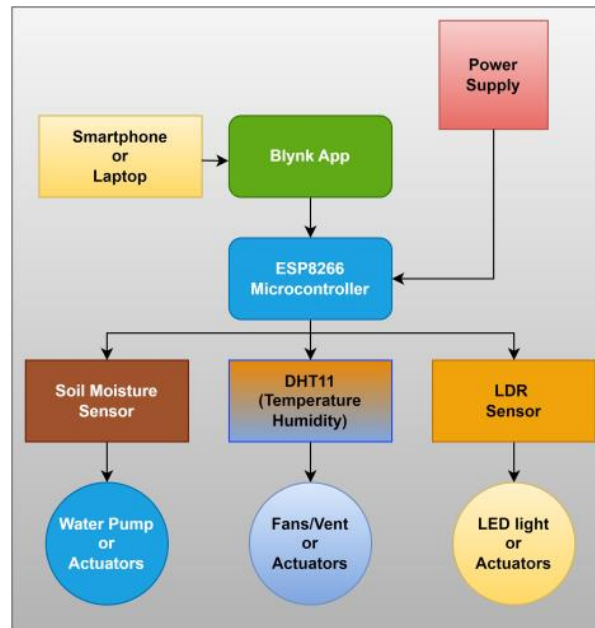 Power
Supply
Smartphone
or
Laptop
Blynk App
ESP8266
Microcontroller
Soil Moisture
Sensor
DHT11
(Temperature
Humidity)
LDR
Sensor
Water Pump
or
Actuators
Fans/Vent
or
Actuators
LED light
or
Actuators